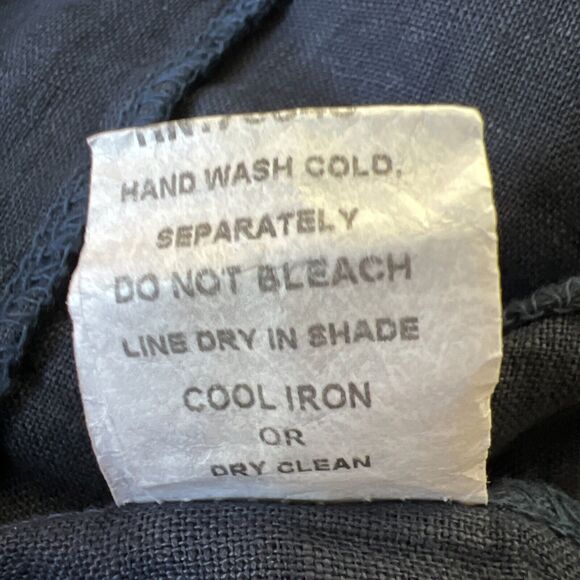 HAND WASH COLD,
SEPARATELY
DO NOT BLEACH
LINE DRY IN SHADE
COOL IRON
OR
DRY CLEAN